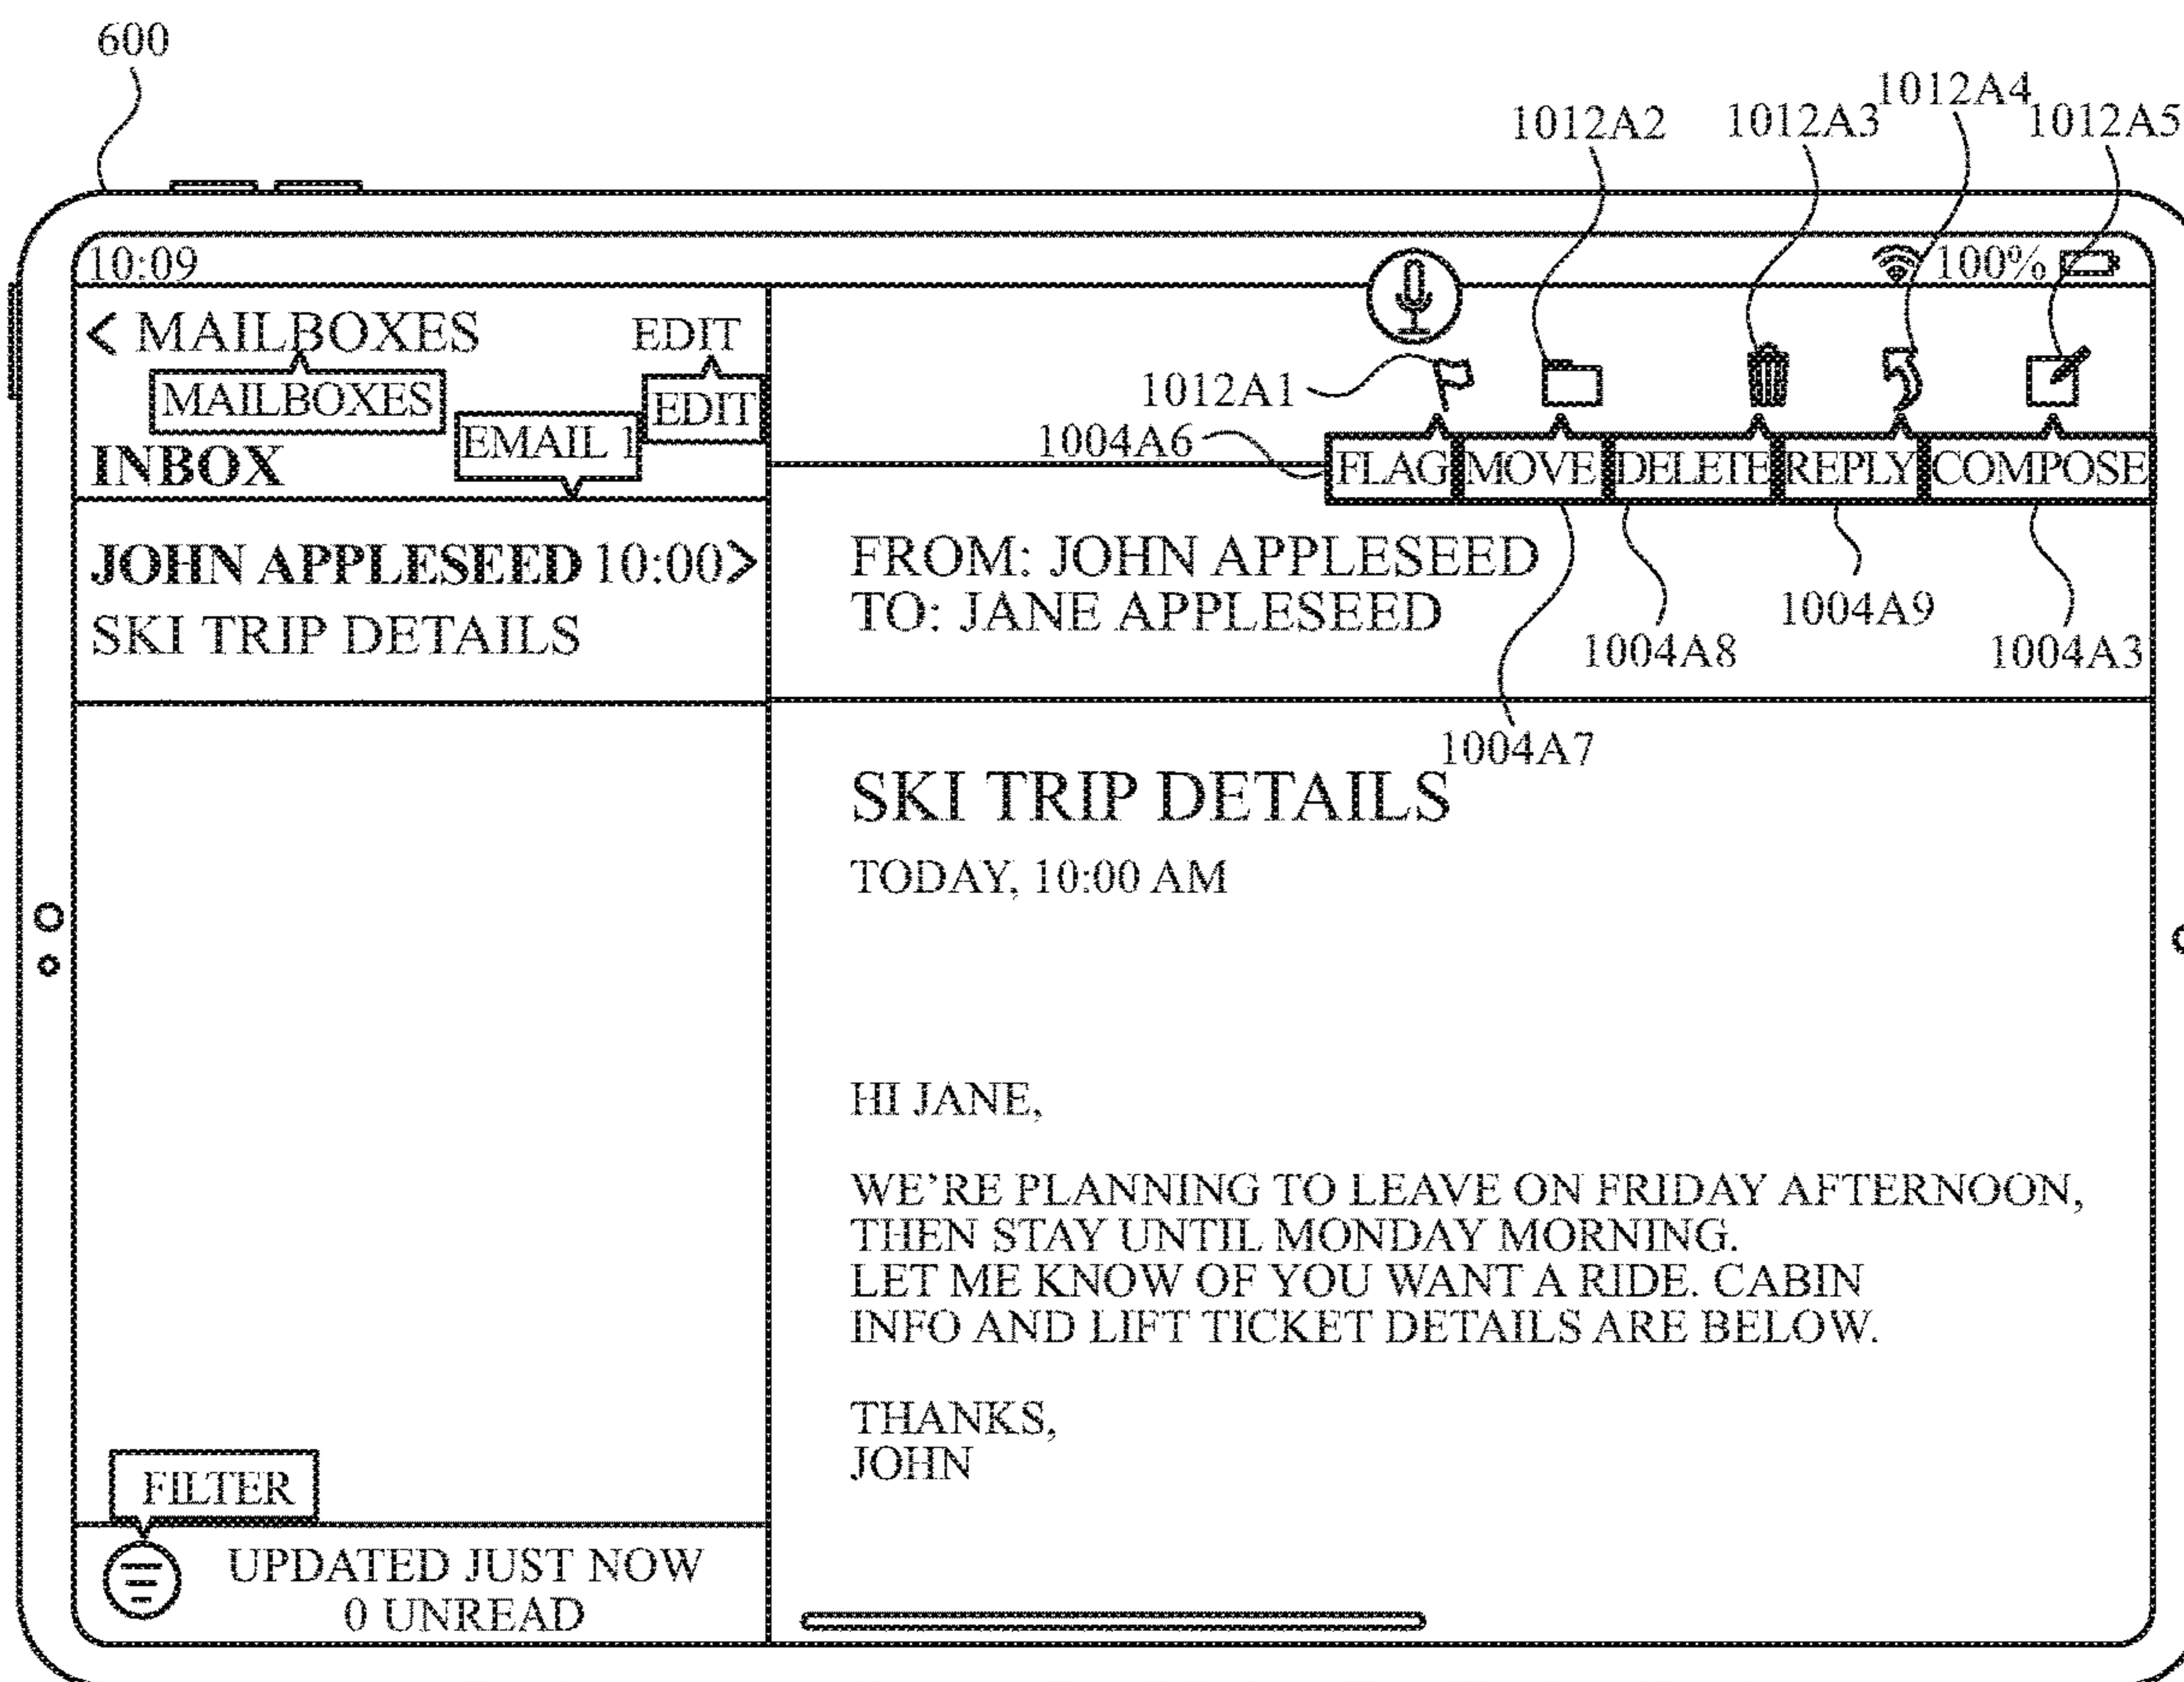 600
1012A2 1012A3 1012A4 1012A5
10:09 100%
< MAILBOXES EDIT
MAILBOXES EDIT
EMAIL 1
INBOX
JOHN APPLESEED 10:00>
SKI TRIP DETAILS
FILTER
UPDATED JUST NOW
0 UNREAD
1012A1
1004A6
FLAG MOVE DELETE REPLY COMPOSE
FROM: JOHN APPLESEED
TO: JANE APPLESEED
1004A7 1004A8 1004A9 1004A3
SKI TRIP DETAILS
TODAY, 10:00 AM
HI JANE,
WE'RE PLANNING TO LEAVE ON FRIDAY AFTERNOON,
THEN STAY UNTIL MONDAY MORNING.
LET ME KNOW OF YOU WANT A RIDE. CABIN
INFO AND LIFT TICKET DETAILS ARE BELOW.
THANKS,
JOHN